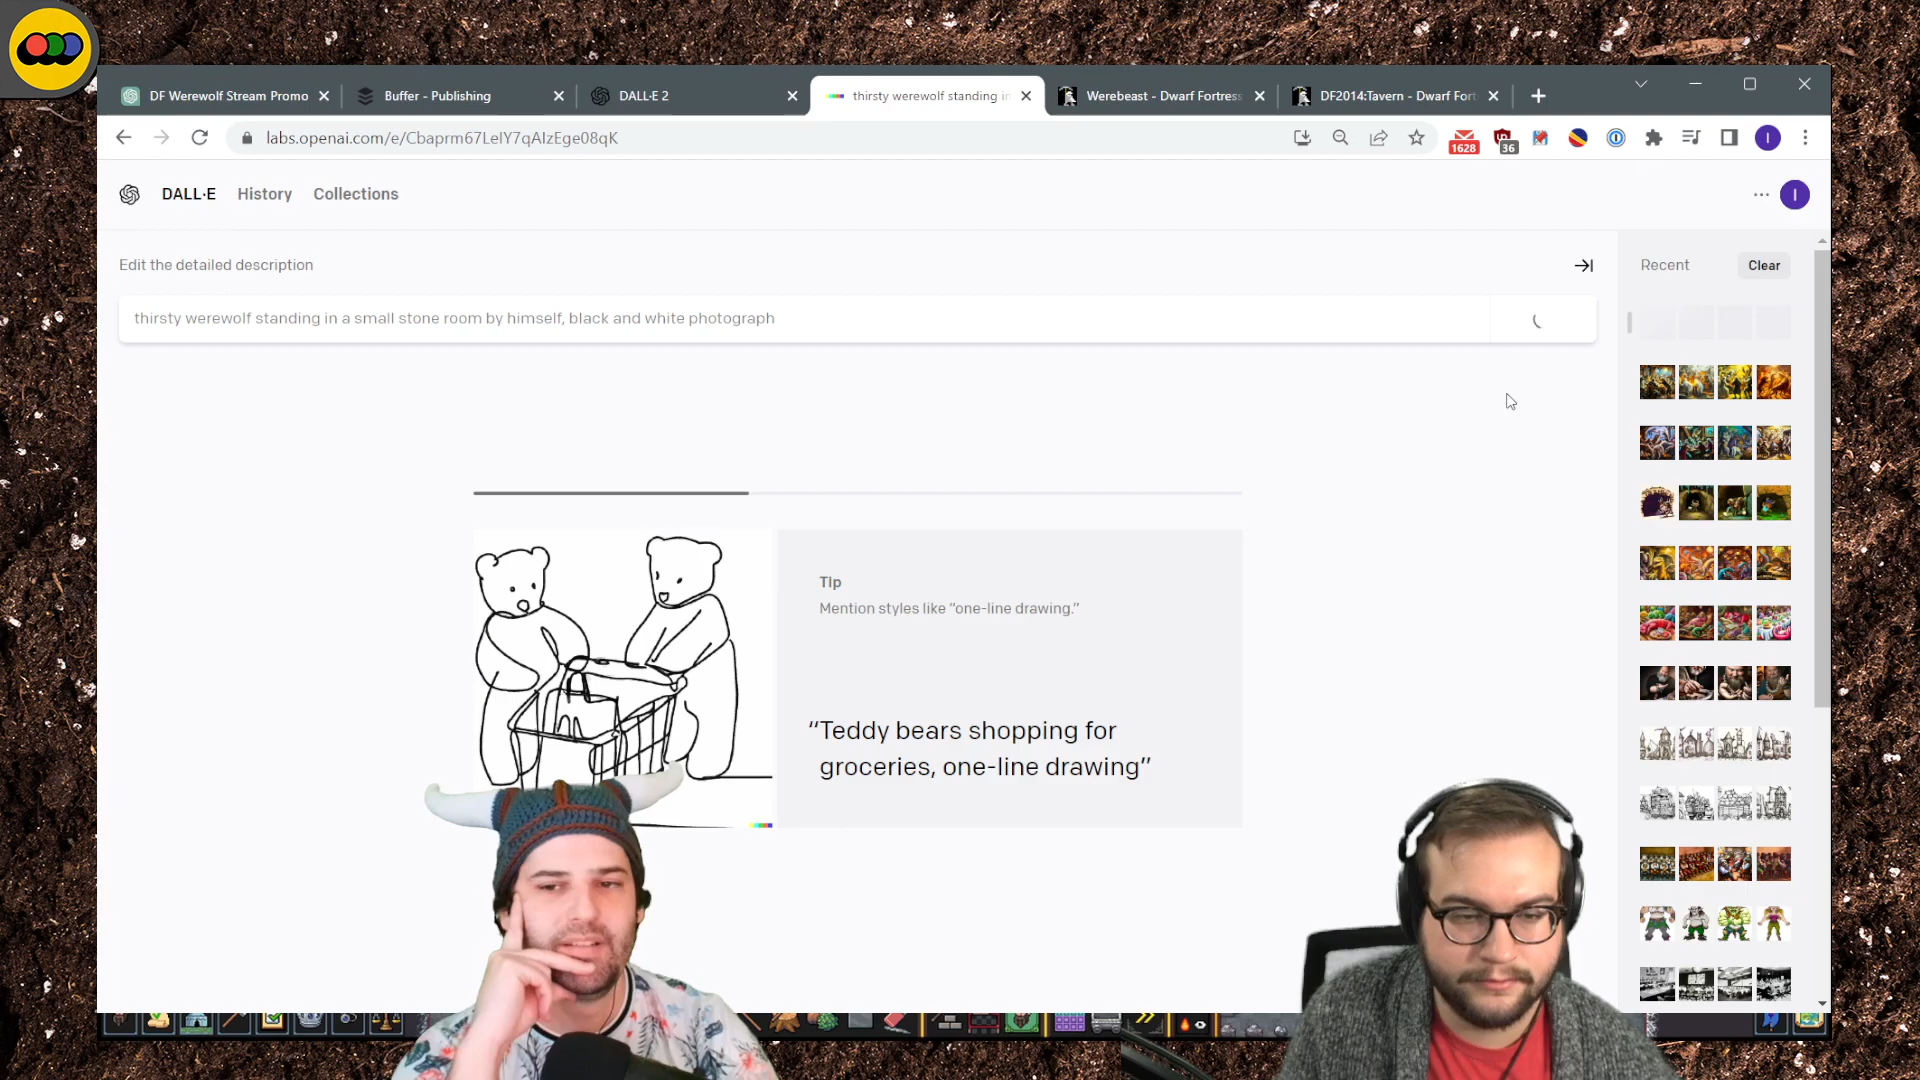 DF Werewolf Stream Promo
Buffer - Publishing
DALL·E 2
thirsty werewolf standing in
Werebeast - Dwarf Fortress
DF2014:Tavern - Dwarf Fort
labs.openai.com/e/Cbaprm67LeIY7qAIzEge08qK
1628
36
I
DALL·E
History
Collections
I
Edit the detailed description
Recent
Clear
thirsty werewolf standing in a small stone room by himself, black and white photograph
Tip
Mention styles like “one-line drawing.”
“Teddy bears shopping for
groceries, one-line drawing”